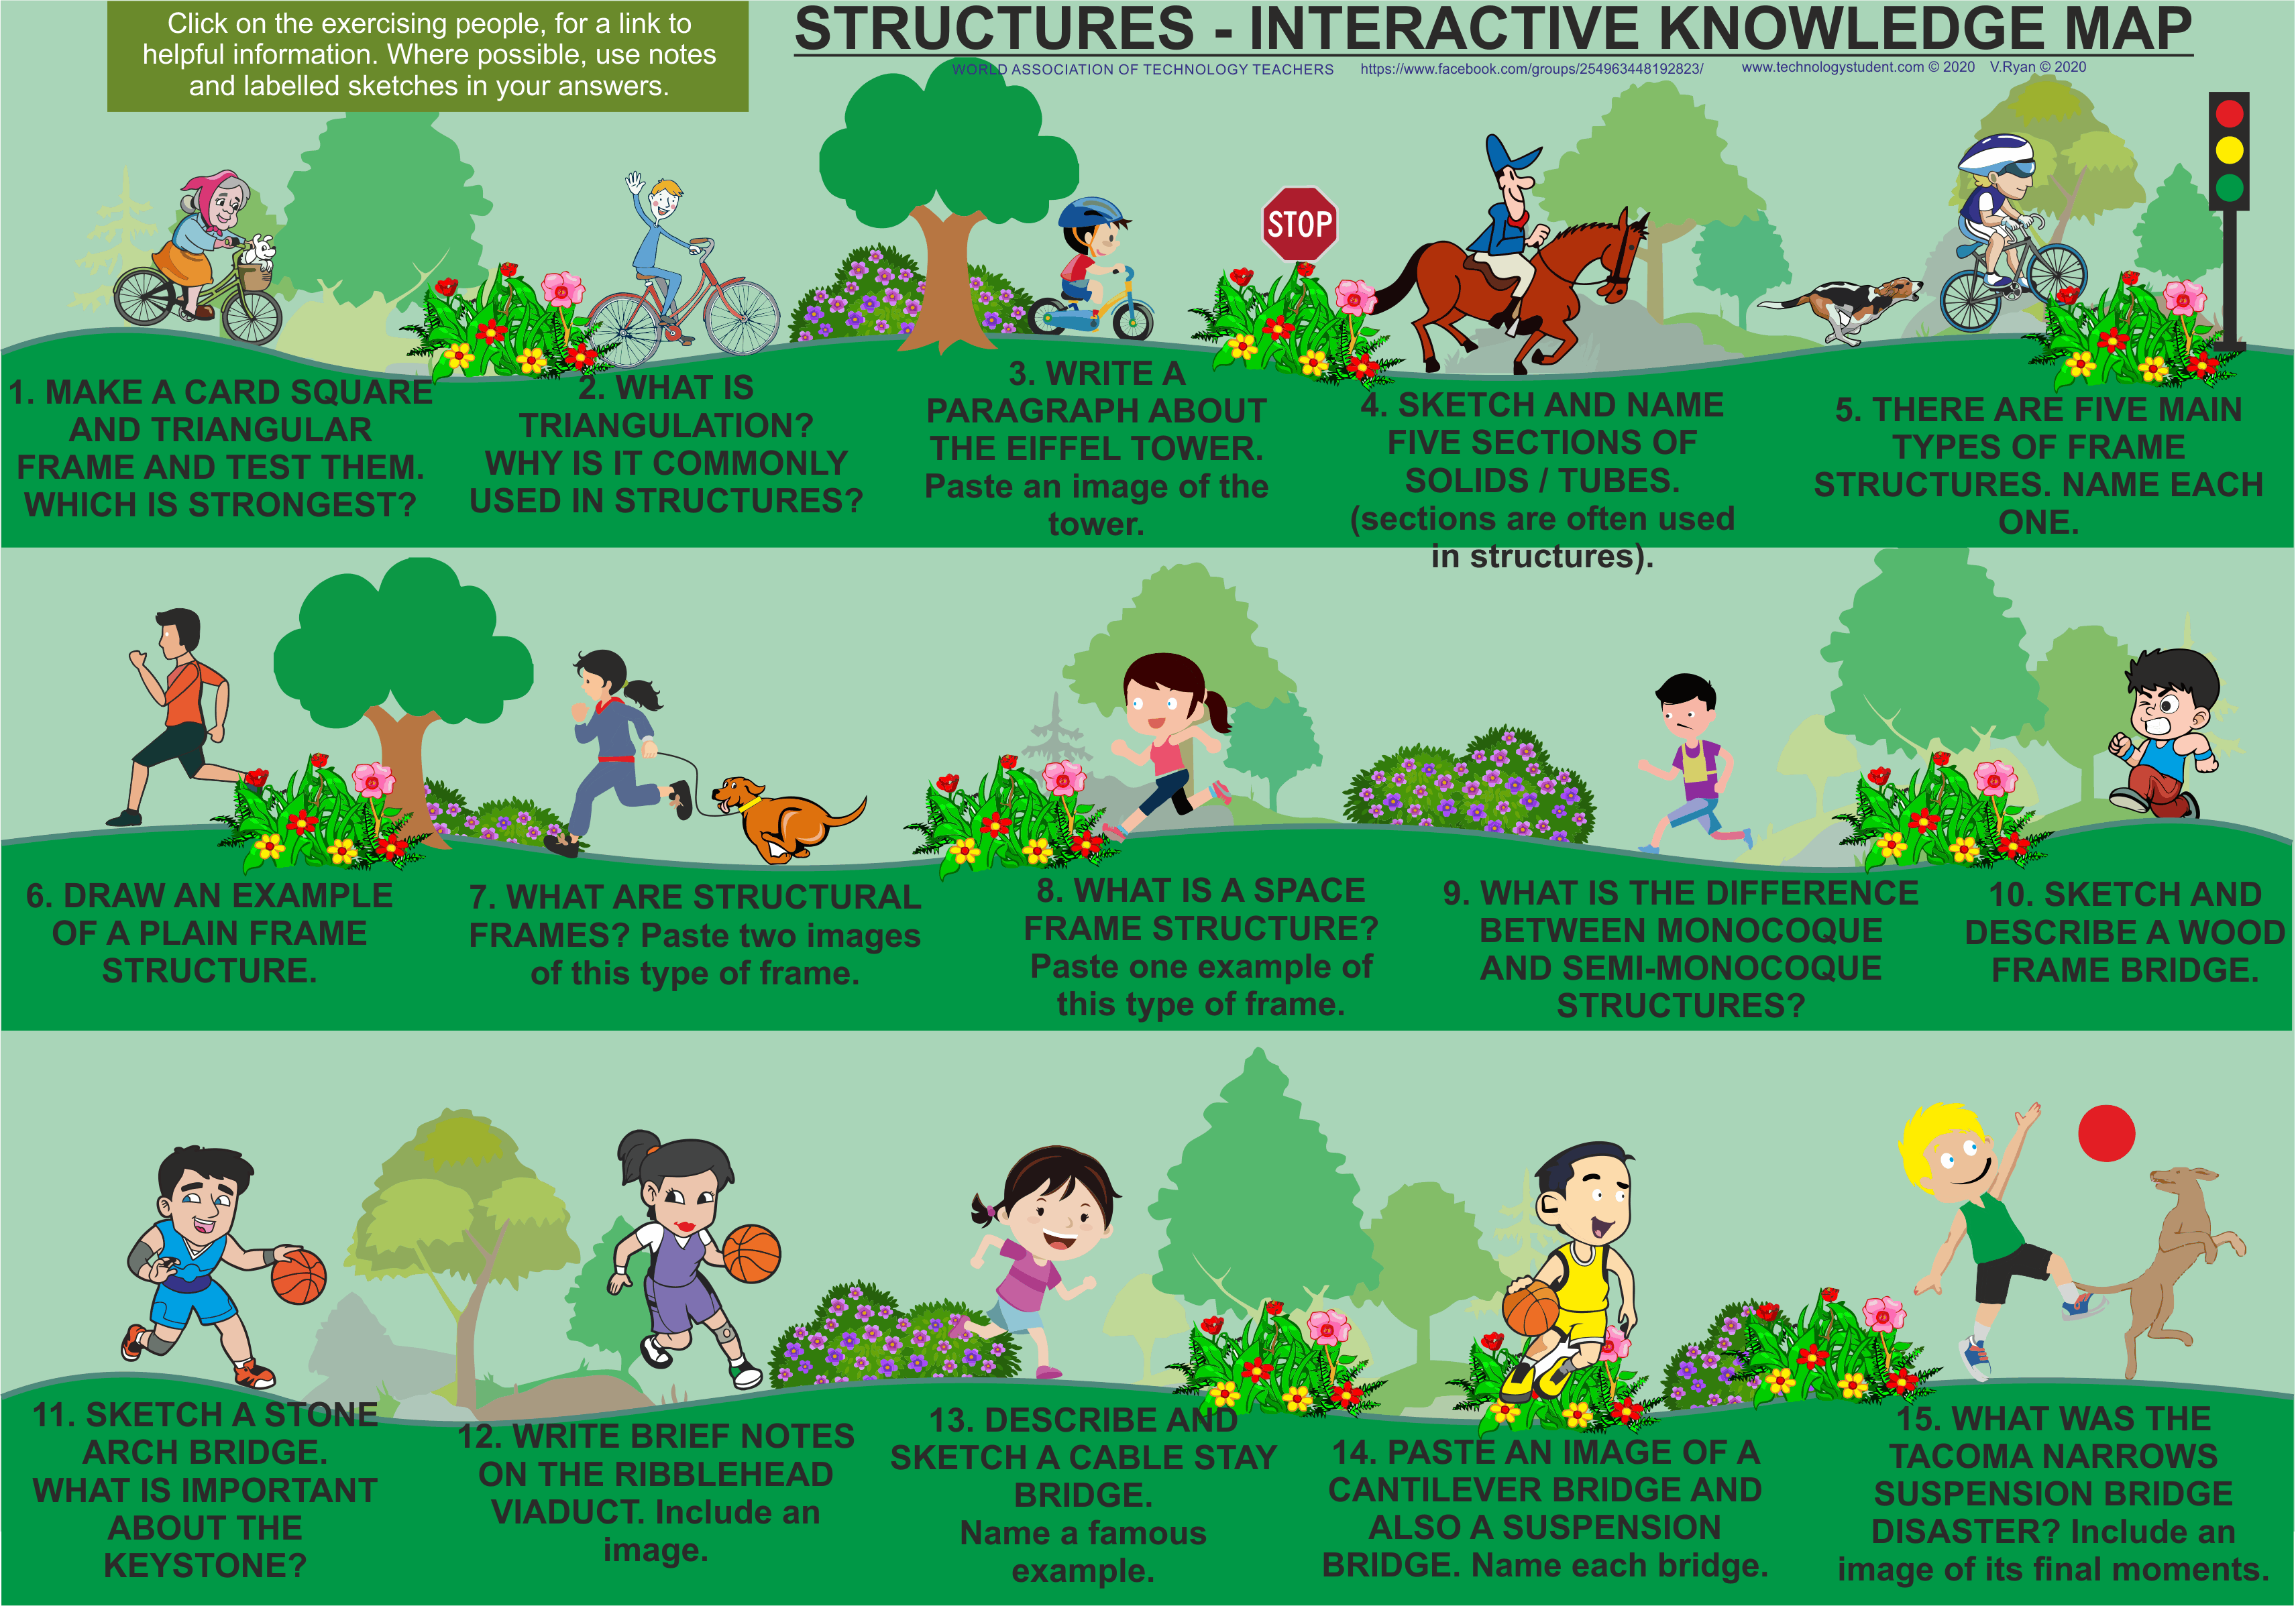 Click on the exercising people, for a link to
helpful information. Where possible, use notes
and labelled sketches in your answers.
STRUCTURES - INTERACTIVE KNOWLEDGE MAP
WORLD ASSOCIATION OF TECHNOLOGY TEACHERS https://www.facebook.com/groups/254963448192823/ www.technologystudent.com © 2020 V.Ryan © 2020
STOP
1. MAKE A CARD SQUARE
AND TRIANGULAR
FRAME AND TEST THEM.
WHICH IS STRONGEST?
2. WHAT IS
TRIANGULATION?
WHY IS IT COMMONLY
USED IN STRUCTURES?
3. WRITE A
PARAGRAPH ABOUT
THE EIFFEL TOWER.
Paste an image of the
tower.
4. SKETCH AND NAME
FIVE SECTIONS OF
SOLIDS / TUBES.
(sections are often used
in structures).
5. THERE ARE FIVE MAIN
TYPES OF FRAME
STRUCTURES. NAME EACH
ONE.
6. DRAW AN EXAMPLE
OF A PLAIN FRAME
STRUCTURE.
7. WHAT ARE STRUCTURAL
FRAMES? Paste two images
of this type of frame.
8. WHAT IS A SPACE
FRAME STRUCTURE?
Paste one example of
this type of frame.
9. WHAT IS THE DIFFERENCE
BETWEEN MONOCOQUE
AND SEMI-MONOCOQUE
STRUCTURES?
10. SKETCH AND
DESCRIBE A WOOD
FRAME BRIDGE.
11. SKETCH A STONE
ARCH BRIDGE.
WHAT IS IMPORTANT
ABOUT THE
KEYSTONE?
12. WRITE BRIEF NOTES
ON THE RIBBLEHEAD
VIADUCT. Include an
image.
13. DESCRIBE AND
SKETCH A CABLE STAY
BRIDGE.
Name a famous
example.
14. PASTE AN IMAGE OF A
CANTILEVER BRIDGE AND
ALSO A SUSPENSION
BRIDGE. Name each bridge.
15. WHAT WAS THE
TACOMA NARROWS
SUSPENSION BRIDGE
DISASTER? Include an
image of its final moments.